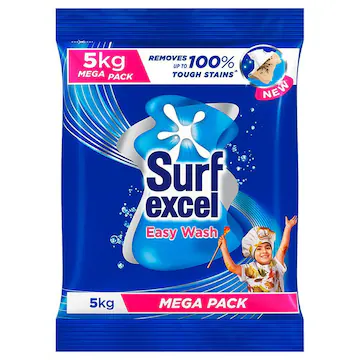 5kg
MEGA
PACK
REMOVES
UP TO 100%
TOUGH STAINS*
NEW
Surf
excel
Easy Wash
5kg
MEGA PACK